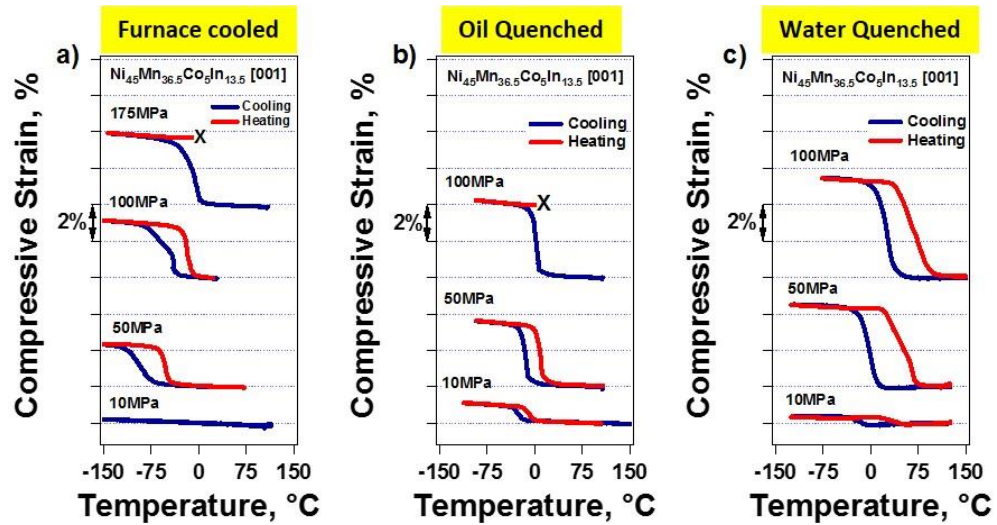 Furnace cooled
a)
Ni45Mn36.5Co5In13.5 [001]
175MPa
Cooling
Heating
X
100MPa
2%
50MPa
10MPa
Compressive Strain, %
-150 -75 0 75 150
Temperature, °C
Oil Quenched
b)
Ni45Mn36.5Co5In13.5 [001]
Cooling
Heating
100MPa
X
2%
50MPa
10MPa
Compressive Strain, %
-150 -75 0 75 150
Temperature, °C
Water Quenched
c)
Ni45Mn36.5Co5In13.5 [001]
Cooling
Heating
100MPa
2%
50MPa
10MPa
Compressive Strain, %
-150 -75 0 75 150
Temperature, °C